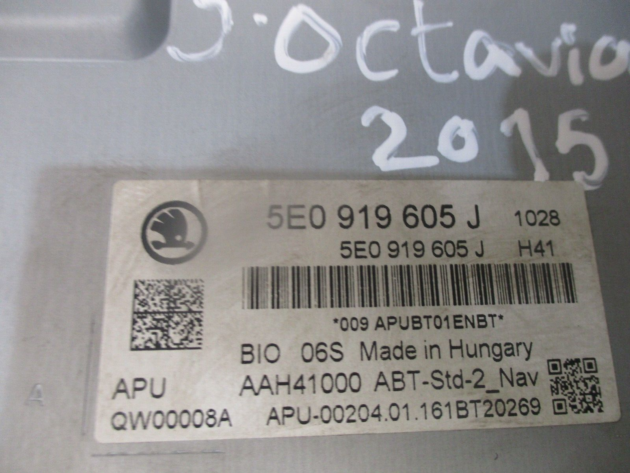 S.Octavia
2015
5E0 919 605 J 1028
5E0 919 605 J H41
*009 APUBT01ENBT*
BIO 06S Made in Hungary
APU AAH41000 ABT-Std-2_Nav
QW00008A APU-00204.01.161BT20269